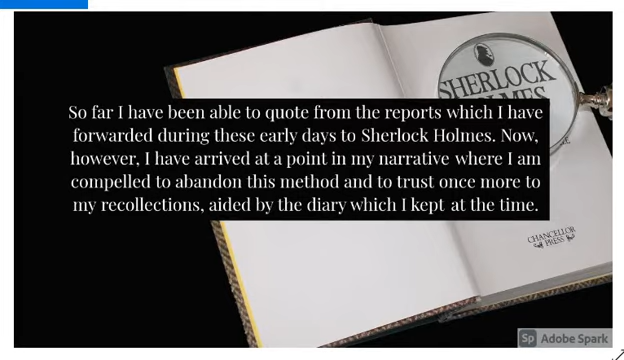 SHERLOCK
HOLMES
So far I have been able to quote from the reports which I have
forwarded during these early days to Sherlock Holmes. Now,
however, I have arrived at a point in my narrative where I am
compelled to abandon this method and to trust once more to
my recollections, aided by the diary which I kept at the time.
CHANCELLOR
PRESS
Sp Adobe Spark